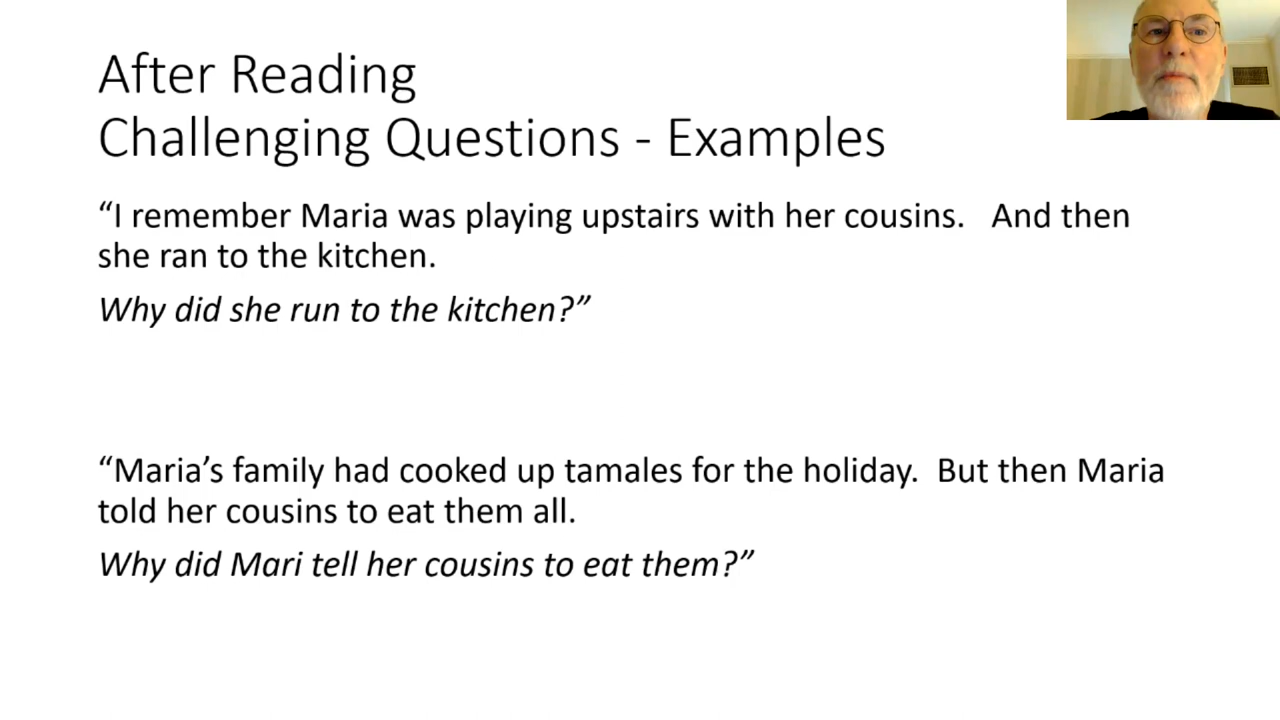 After Reading
Challenging Questions - Examples
“I remember Maria was playing upstairs with her cousins.   And then
she ran to the kitchen.
Why did she run to the kitchen?”
“Maria’s family had cooked up tamales for the holiday.  But then Maria
told her cousins to eat them all.
Why did Mari tell her cousins to eat them?”